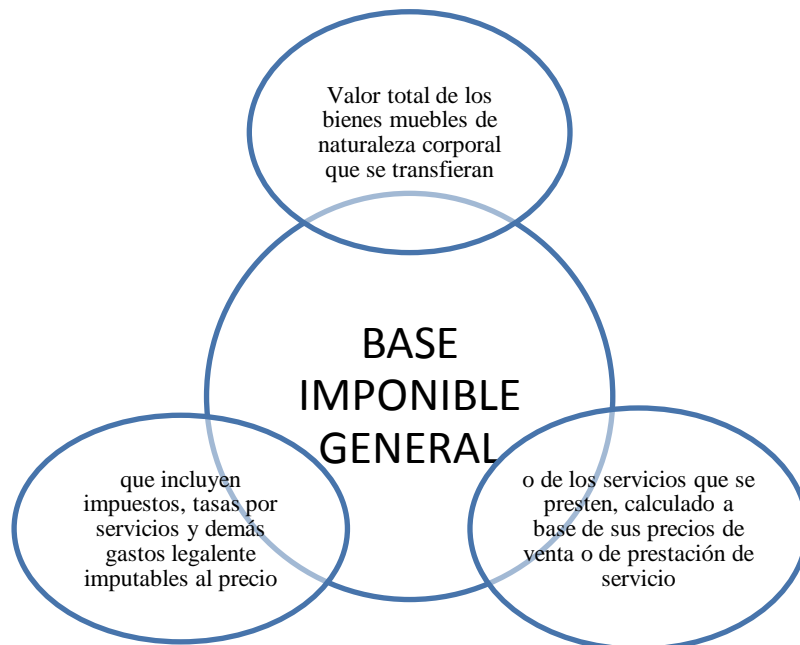 Valor total de los
bienes muebles de
naturaleza corporal
que se transfieran
BASE
IMPONIBLE
GENERAL
o de los servicios que se
presten, calculado a
base de sus precios de
venta o de prestación de
servicio
que incluyen
impuestos, tasas por
servicios y demás
gastos legalente
imputables al precio